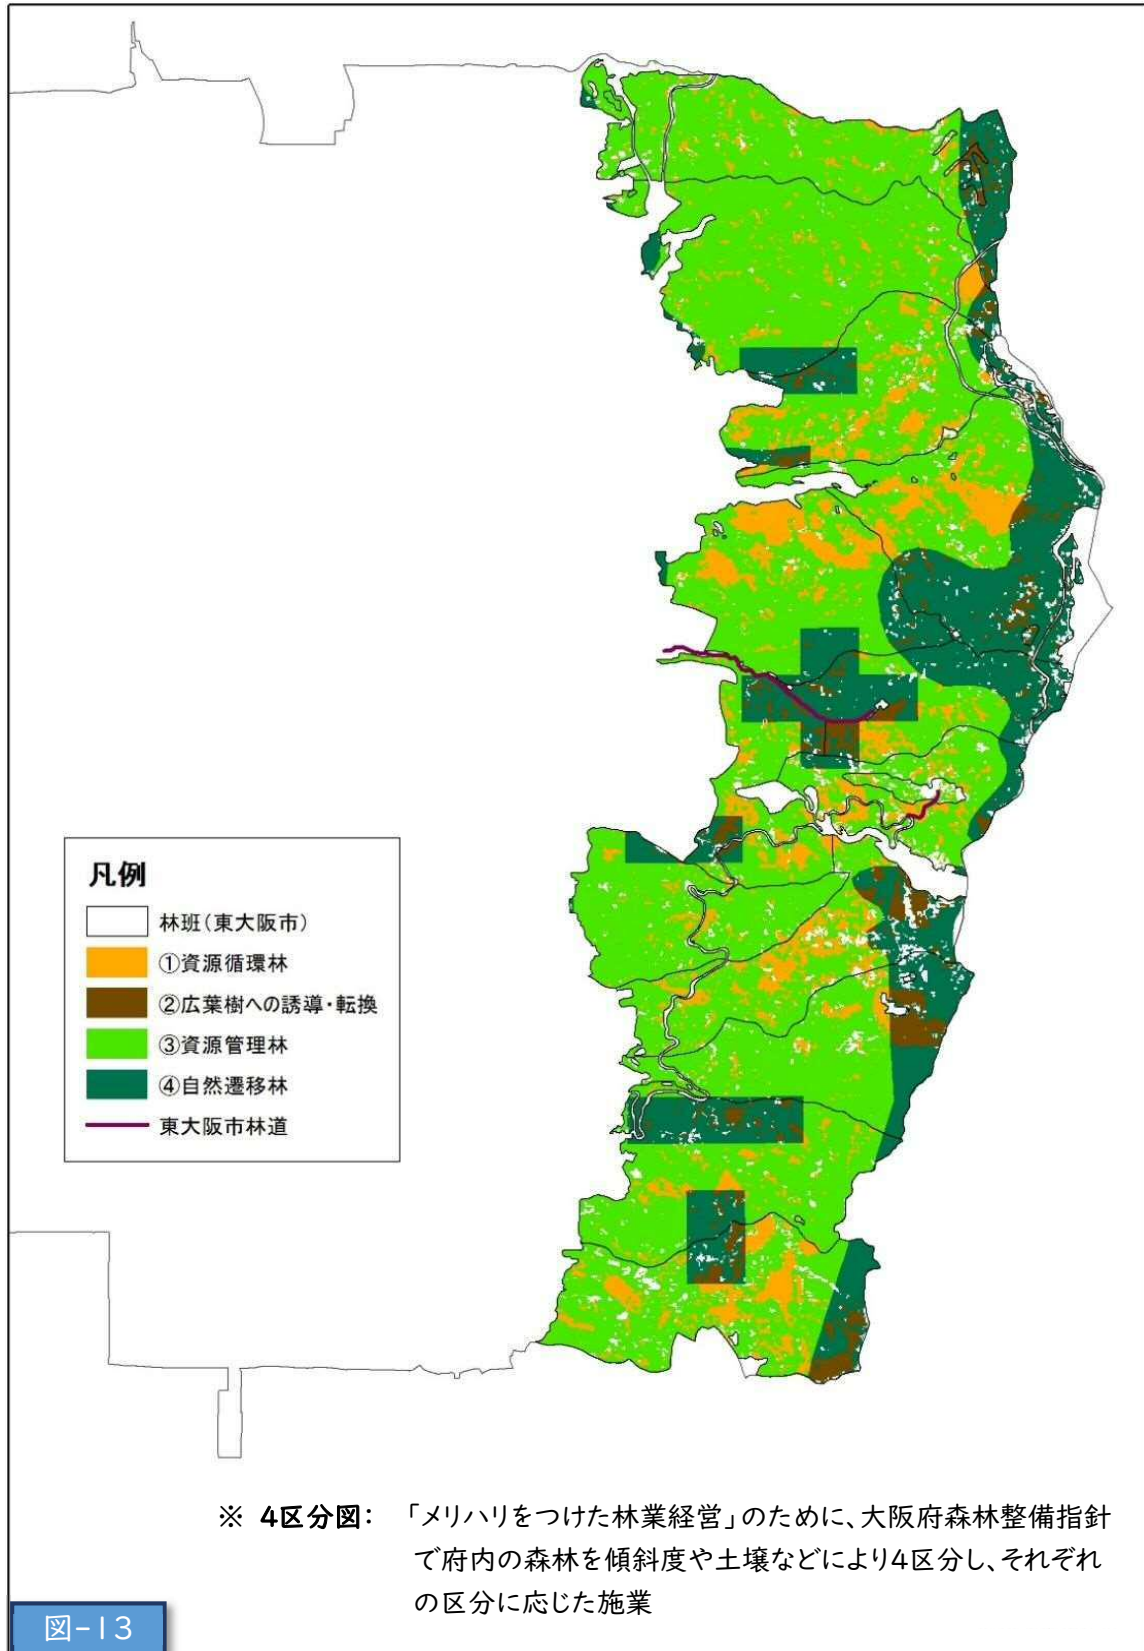 凡例
林班(東大阪市)
①資源循環林
②広葉樹への誘導・転換
③資源管理林
④自然遷移林
東大阪市林道
※ 4区分図: 「メリハリをつけた林業経営」のために、大阪府森林整備指針
で府内の森林を傾斜度や土壌などにより4区分し、それぞれ
の区分に応じた施業
図-13